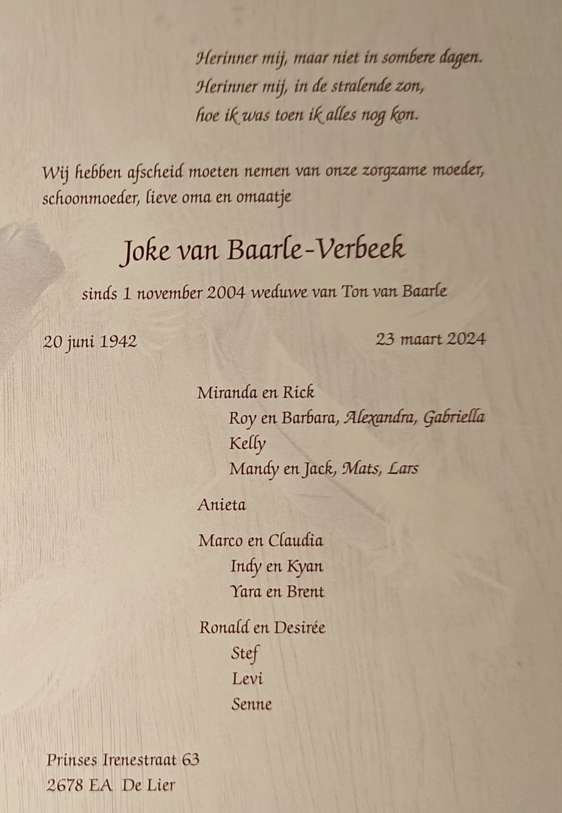 Herinner mij, maar niet in sombere dagen.
Herinner mij, in de stralende zon,
hoe ik was toen ik alles nog kon.
Wij hebben afscheid moeten nemen van onze zorgzame moeder,
schoonmoeder, lieve oma en omaatje
Joke van Baarle-Verbeek
sinds 1 november 2004 weduwe van Ton van Baarle
20 juni 1942 23 maart 2024
Miranda en Rick
Roy en Barbara, Alexandra, Gabriella
Kelly
Mandy en Jack, Mats, Lars
Anieta
Marco en Claudia
Indy en Kyan
Yara en Brent
Ronald en Desirée
Stef
Levi
Senne
Prinses Irenestraat 63
2678 EA De Lier